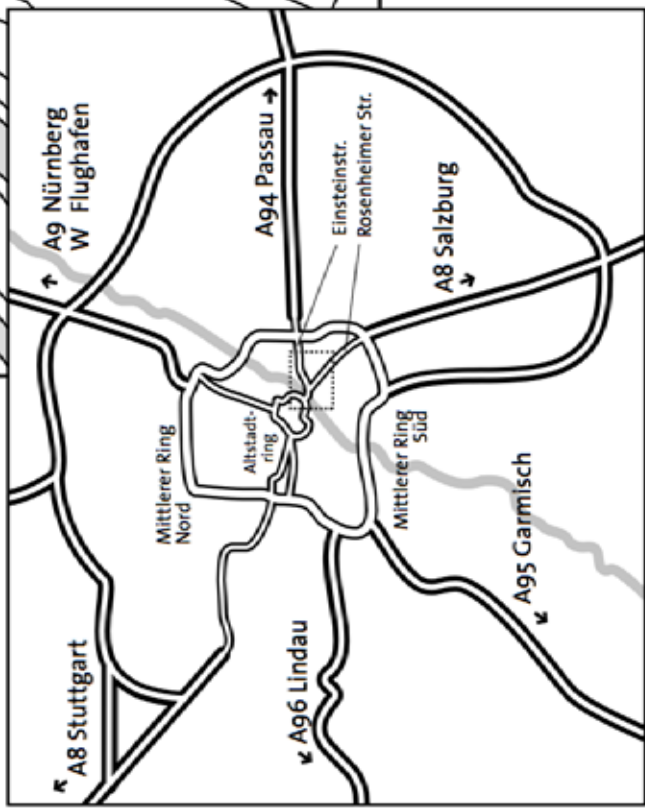 A8 Stuttgart
A9 Nürnberg
W Flughafen
Mittlerer Ring
Nord
A94 Passau
Altstadt-
ring
Einsteinstr.
Rosenheimer Str.
A96 Lindau
Mittlerer Ring
Süd
A8 Salzburg
A95 Garmisch